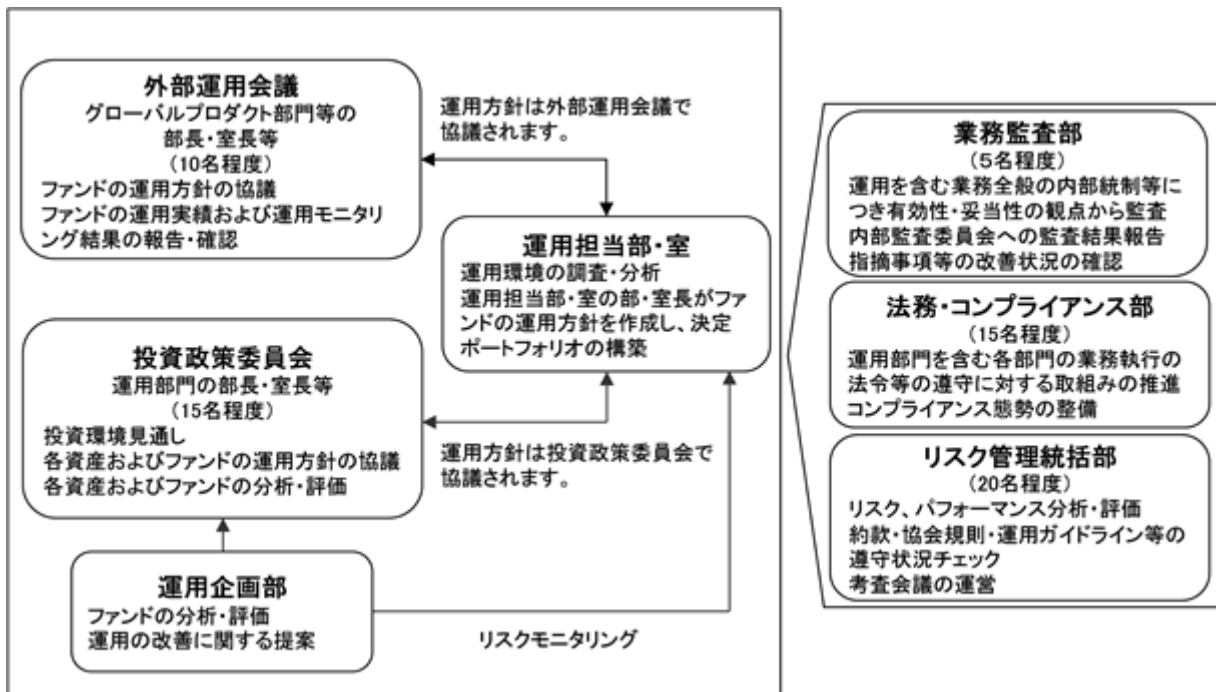 外部運用会議
グローバルプロダクト部門等の
部長・室長等
(10名程度)
ファンドの運用方針の協議
ファンドの運用実績および運用モニタリ
ング結果の報告・確認
運用方針は外部運用会議で
協議されます。
運用担当部・室
運用環境の調査・分析
運用担当部・室の部・室長がファ
ンドの運用方針を作成し、決定
ポートフォリオの構築
投資政策委員会
運用部門の部長・室長等
(15名程度)
投資環境見通し
各資産およびファンドの運用方針の協議
各資産およびファンドの分析・評価
運用方針は投資政策委員会で
協議されます。
運用企画部
ファンドの分析・評価
運用の改善に関する提案
リスクモニタリング
業務監査部
(5名程度)
運用を含む業務全般の内部統制等に
つき有効性・妥当性の観点から監査
内部監査委員会への監査結果報告
指摘事項等の改善状況の確認
法務・コンプライアンス部
(15名程度)
運用部門を含む各部門の業務執行の
法令等の遵守に対する取組みの推進
コンプライアンス態勢の整備
リスク管理統括部
(20名程度)
リスク、パフォーマンス分析・評価
約款・協会規則・運用ガイドライン等の
遵守状況チェック
考査会議の運営